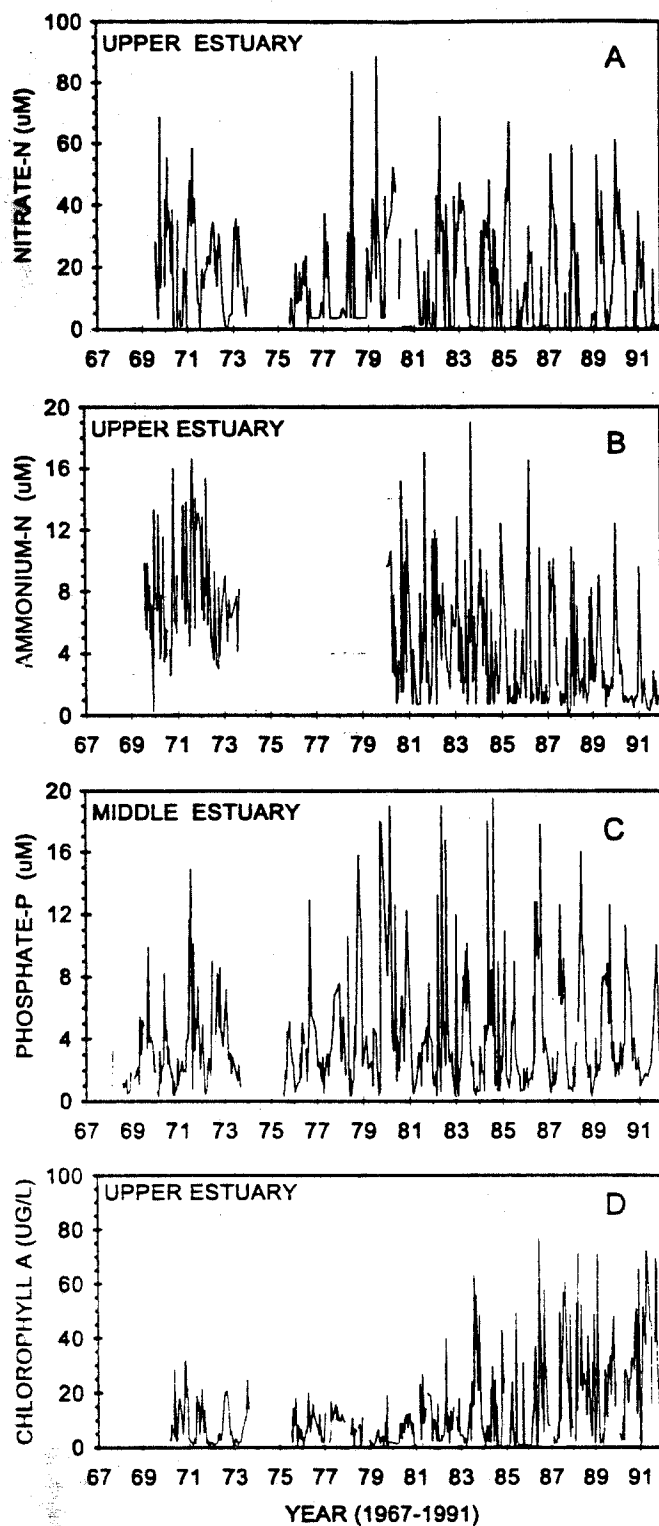 UPPER ESTUARY
A
NITRATE-N (uM)
100
80
60
40
20
0
67 69 71 73 75 77 79 81 83 85 87 89 91
UPPER ESTUARY
B
AMMONIUM-N (uM)
20
16
12
8
4
0
67 69 71 73 75 77 79 81 83 85 87 89 91
MIDDLE ESTUARY
C
PHOSPHATE-P (uM)
20
16
12
8
4
0
67 69 71 73 75 77 79 81 83 85 87 89 91
UPPER ESTUARY
D
CHLOROPHYLL A (UG/L)
100
80
60
40
20
0
67 69 71 73 75 77 79 81 83 85 87 89 91
YEAR (1967-1991)